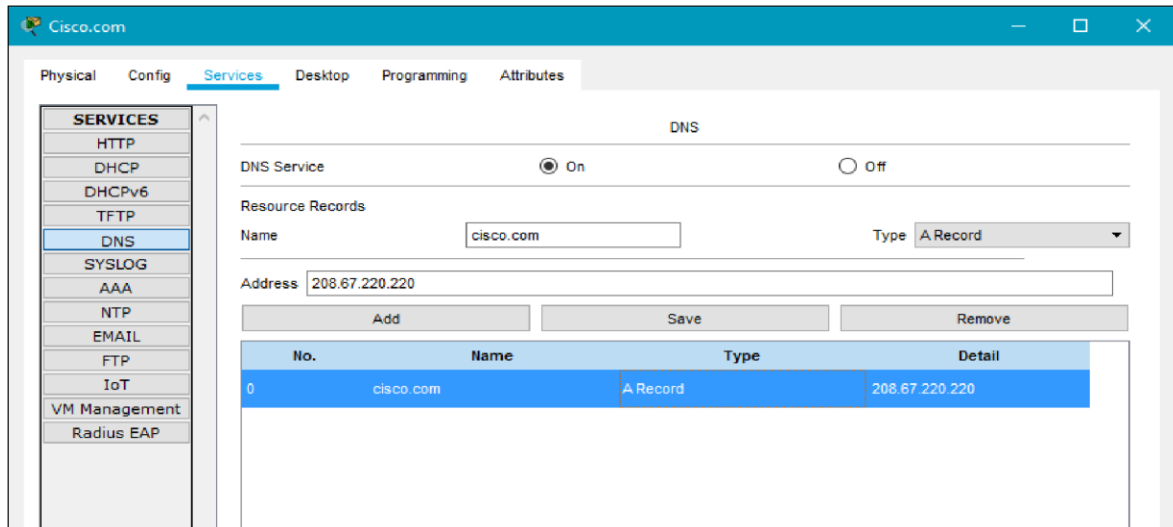 Cisco.com
Physical Config Services Desktop Programming Attributes
SERVICES
HTTP
DHCP
DHCPv6
TFTP
DNS
SYSLOG
AAA
NTP
EMAIL
FTP
IoT
VM Management
Radius EAP
DNS
DNS Service On Off
Resource Records
Name cisco.com Type A Record
Address 208.67.220.220
Add Save Remove
No. Name Type Detail
0 cisco.com A Record 208.67.220.220